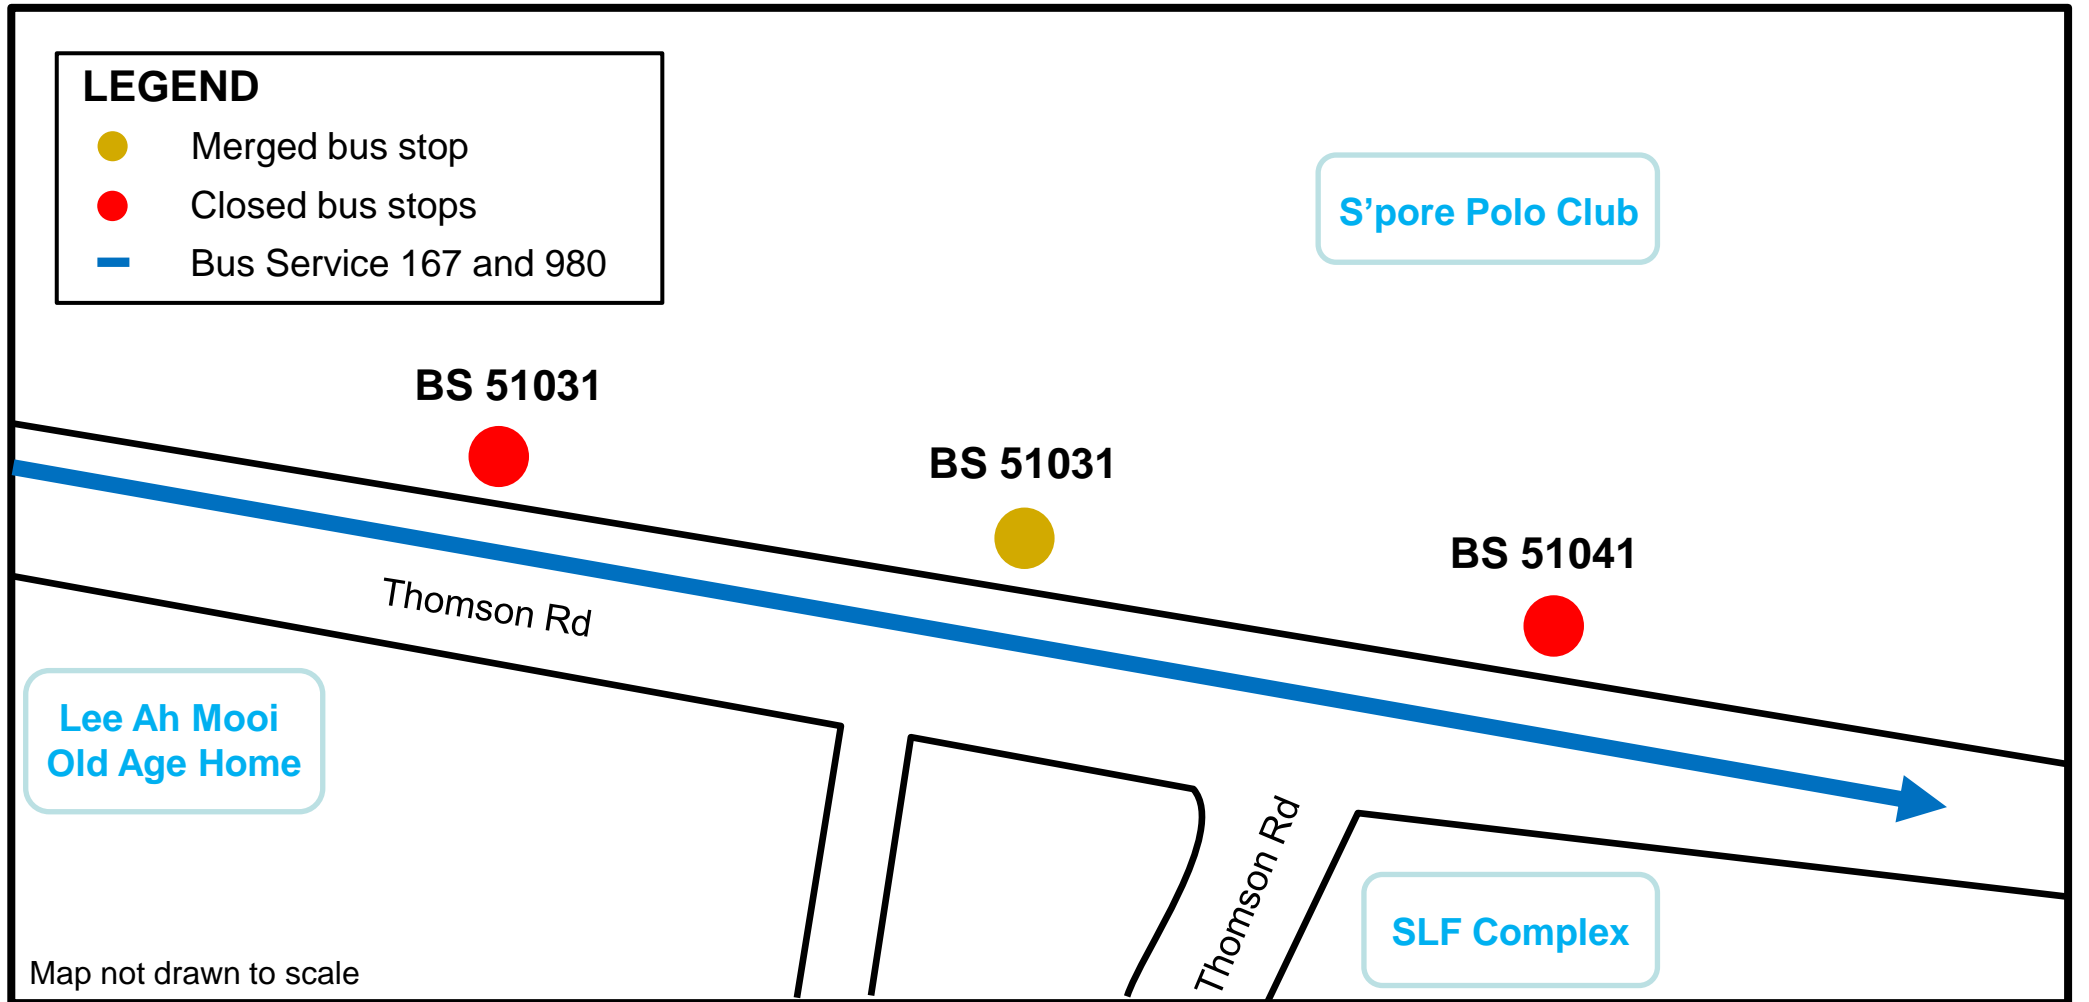 LEGEND
Merged bus stop
Closed bus stops
Bus Service 167 and 980
S’pore Polo Club
BS 51031
BS 51031
BS 51041
Thomson Rd
Lee Ah Mooi
Old Age Home
Thomson Rd
SLF Complex
Map not drawn to scale